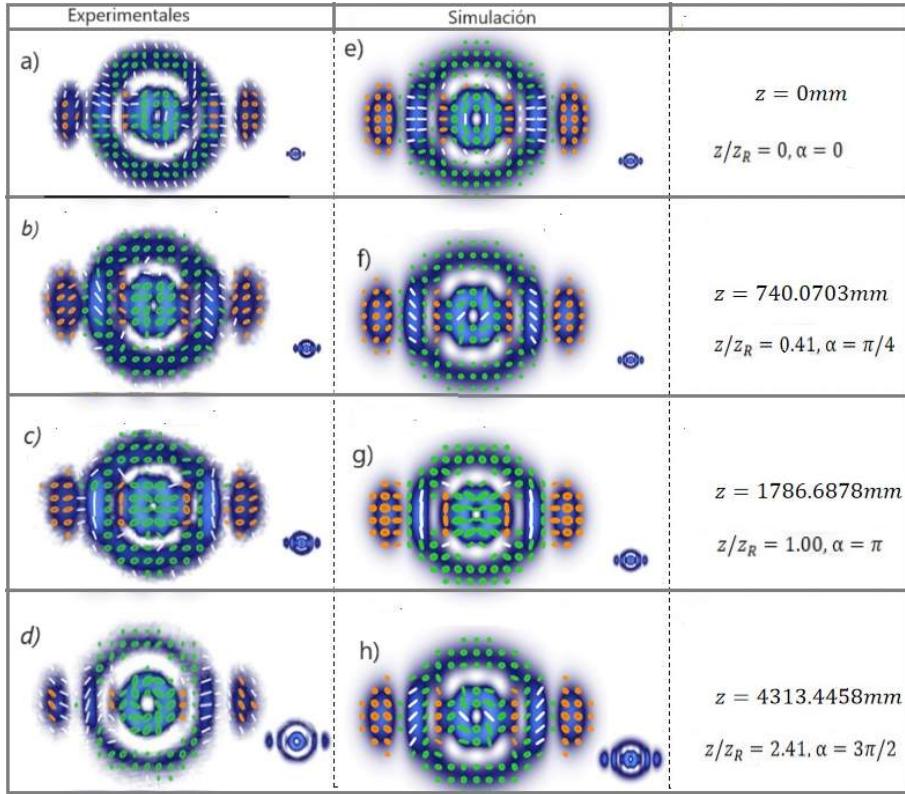 Experimentales
Simulación
a)
e)
z = 0mm
z/z_R = 0, α = 0
b)
f)
z = 740.0703mm
z/z_R = 0.41, α = π/4
c)
g)
z = 1786.6878mm
z/z_R = 1.00, α = π
d)
h)
z = 4313.4458mm
z/z_R = 2.41, α = 3π/2